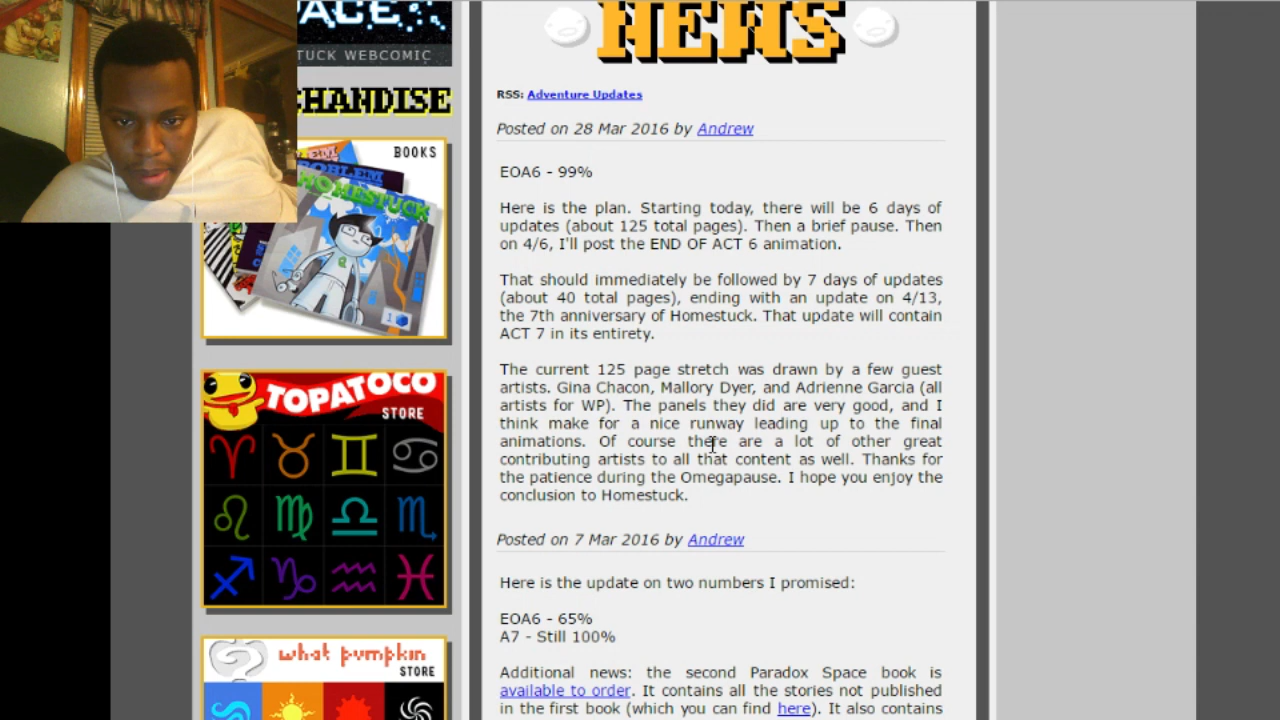 ACE
TUCK WEBCOMIC
CHANDISE
BOOKS
PROBLEM
HOMESTUCK
TOPATOCO
STORE
what pumpkin
STORE
NEWS
RSS: Adventure Updates
Posted on 28 Mar 2016 by Andrew
EOA6 - 99%
Here is the plan. Starting today, there will be 6 days of
updates (about 125 total pages). Then a brief pause. Then
on 4/6, I'll post the END OF ACT 6 animation.
That should immediately be followed by 7 days of updates
(about 40 total pages), ending with an update on 4/13,
the 7th anniversary of Homestuck. That update will contain
ACT 7 in its entirety.
The current 125 page stretch was drawn by a few guest
artists. Gina Chacon, Mallory Dyer, and Adrienne Garcia (all
artists for WP). The panels they did are very good, and I
think make for a nice runway leading up to the final
animations. Of course there are a lot of other great
contributing artists to all that content as well. Thanks for
the patience during the Omegapause. I hope you enjoy the
conclusion to Homestuck.
Posted on 7 Mar 2016 by Andrew
Here is the update on two numbers I promised:
EOA6 - 65%
A7 - Still 100%
Additional news: the second Paradox Space book is
available to order. It contains all the stories not published
in the first book (which you can find here). It also contains